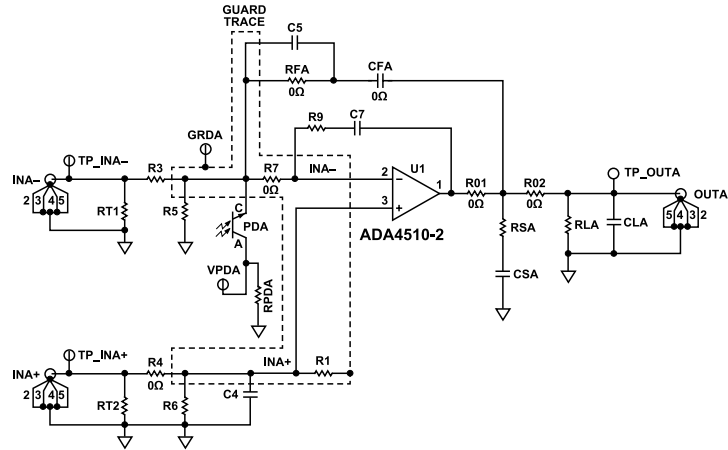 GUARD
TRACE
C5
RFA
0Ω
CFA
0Ω
GRDA
R9
C7
TP_INA–
R3
R7
0Ω
INA–
2
–
U1
1
R01
0Ω
R02
0Ω
TP_OUTA
INA–
2 3 4 5
OUTA
5 4 3 2
3
+
ADA4510-2
RT1
R5
C
PDA
A
RSA
RLA
CLA
VPDA
RPDA
CSA
TP_INA+
R4
0Ω
INA+
R1
INA+
2 3 4 5
RT2
R6
C4